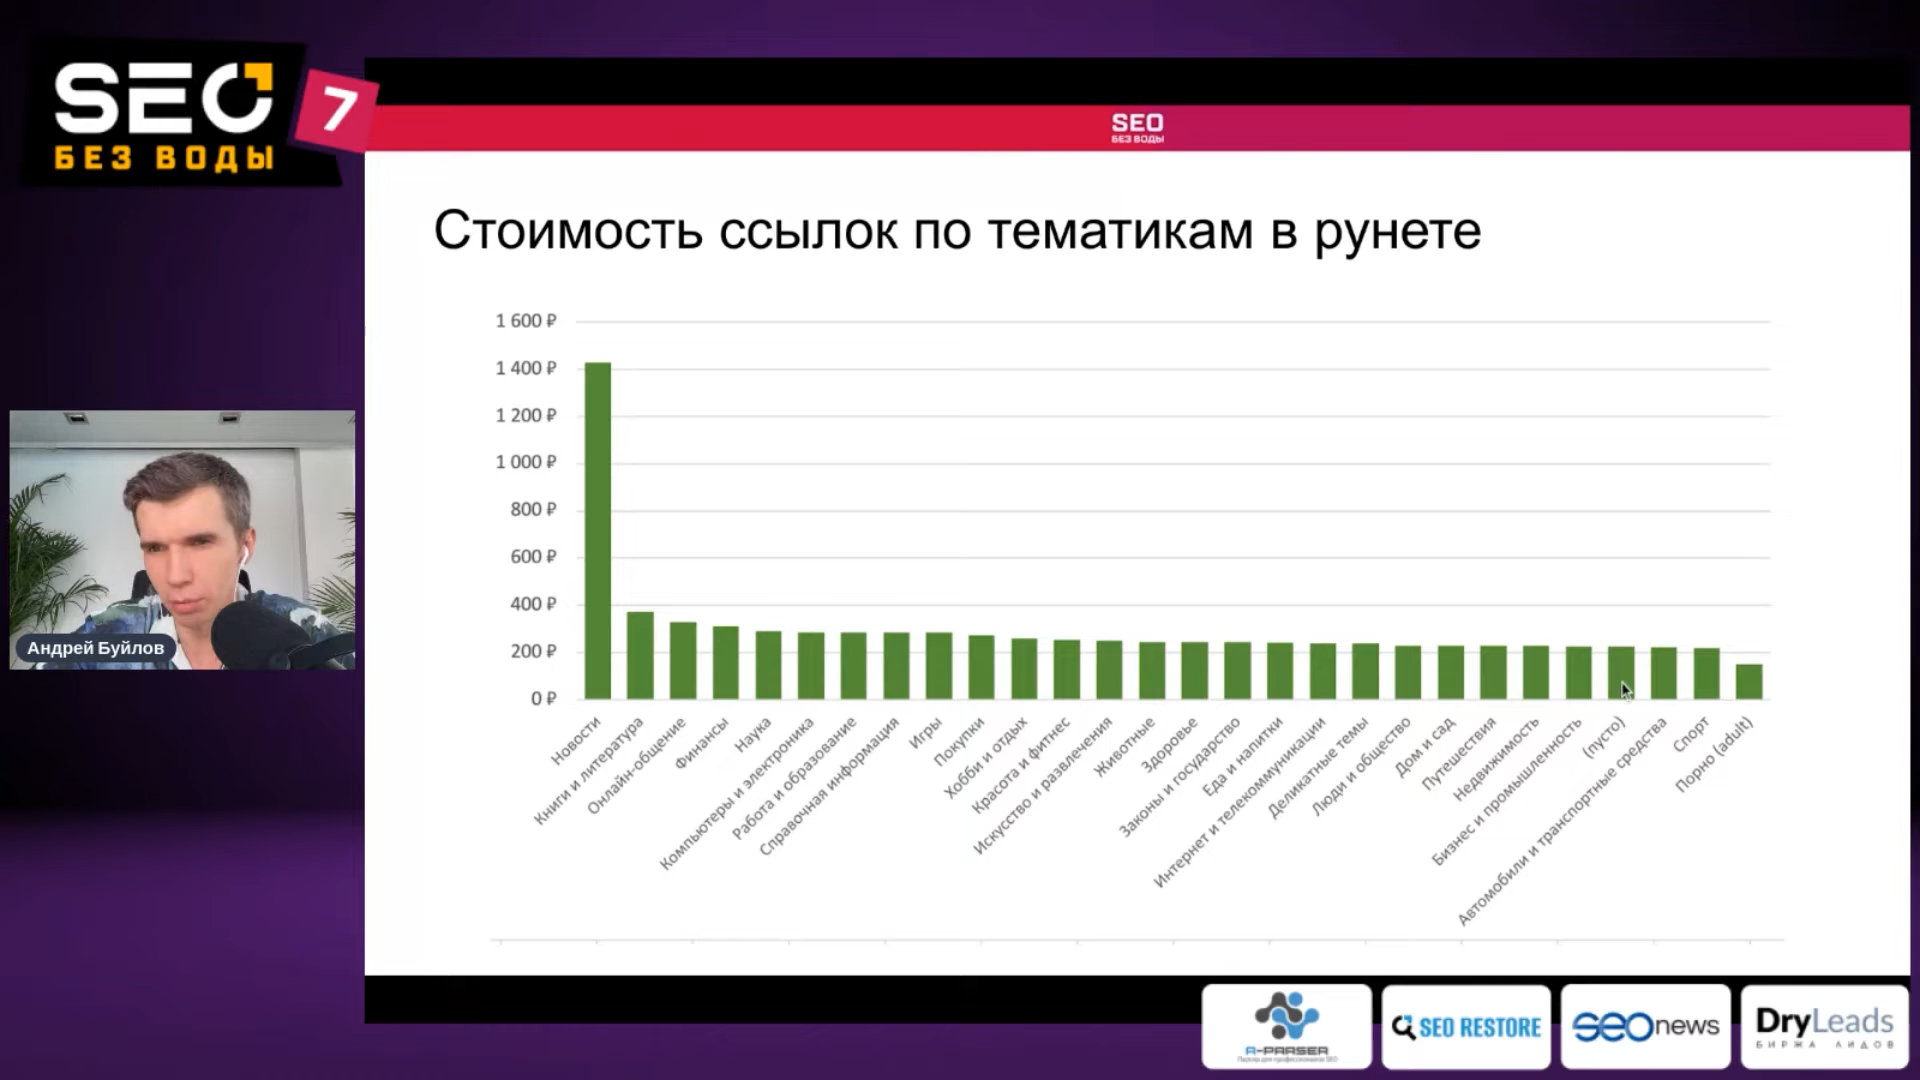 SEO
7
БЕЗ ВОДЫ
SEO
БЕЗ ВОДЫ
Стоимость ссылок по тематикам в рунете
1 600 ₽
1 400 ₽
1 200 ₽
1 000 ₽
800 ₽
600 ₽
400 ₽
200 ₽
0 ₽
Новости
Книги и литература
Онлайн-общение
Финансы
Наука
Компьютеры и электроника
Работа и образование
Справочная информация
Игры
Покупки
Хобби и отдых
Красота и фитнес
Искусство и развлечения
Животные
Здоровье
Законы и государство
Еда и напитки
Интернет и телекоммуникации
Деликатные темы
Люди и общество
Дом и сад
Путешествия
Недвижимость
Бизнес и промышленность
(пусто)
Автомобили и транспортные средства
Спорт
Порно (adult)
Андрей Буйлов
A-PARSER
Парсер для профессионалов SEO
SEO RESTORE
seonews
DryLeads
БИРЖА ЛИДОВ